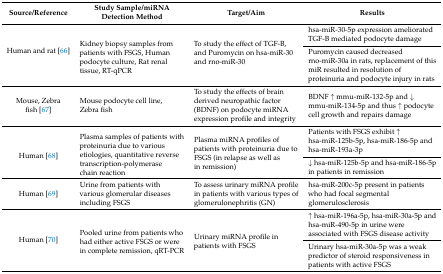 Source/Reference
Study Sample/miRNA
Detection Method
Target/Aim
Results
Human and rat [66]
Kidney biopsy samples from
patients with FSGS, Human
podocyte culture, Rat renal
tissue, RT-qPCR
To study the effect of TGF-B,
and Puromycin on hsa-miR-30
and rno-miR-30
hsa-miR-30-5p expression ameliorated
TGF-B mediated podocyte damage
Puromycin caused decreased
rno-miR-30a in rats, replacement of this
miR resulted in resolution of
proteinuria and podocyte injury in rats
Mouse, Zebra
fish [67]
Mouse podocyte cell line,
Zebra fish
To study the effects of brain
derived neuropathic factor
(BDNF) on podocyte miRNA
expression profile and integrity
BDNF ↑ mmu-miR-132-5p and ↓
mmu-miR-134-5p and thus ↑ podocyte
cell growth and repairs damage
Human [68]
Plasma samples of patients with
proteinuria due to various
etiologies, quantitative reverse
transcription-polymerase
chain reaction
Plasma miRNA profiles of
patients with proteinuria due to
FSGS (in relapse as well as
in remission)
Patients with FSGS exhibit ↑
hsa-miR-125b-5p, hsa-miR-186-5p and
hsa-miR-193a-3p
↓ hsa-miR-125b-5p and hsa-miR-186-5p
in patients in remission
Human [69]
Urine from patients with
various glomerular diseases
including FSGS
To assess urinary miRNA profile
in patients with various types of
glomerulonephritis (GN)
hsa-miR-200c-5p present in patients
who had focal segmental
glomerulosclerosis
Human [70]
Pooled urine from patients who
had either active FSGS or were
in complete remission, qRT-PCR
Urinary miRNA profile in
patients with FSGS
↑ hsa-miR-196a-5p, hsa-miR-30a-5p and
hsa-miR-490-5p in urine were
associated with FSGS disease activity
Urinary hsa-miR-30a-5p was a weak
predictor of steroid responsiveness in
patients with active FSGS